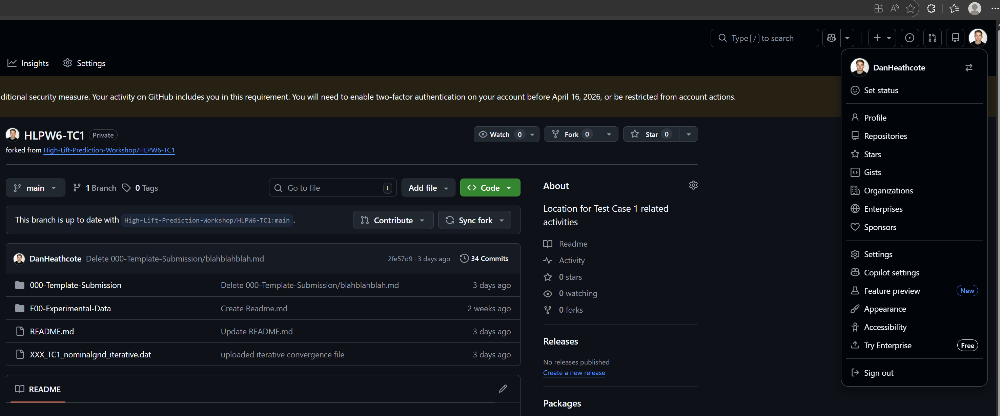 Type / to search
Insights
Settings
ditional security measure. Your activity on GitHub includes you in this requirement. You will need to enable two-factor authentication on your account before April 16, 2026, or be restricted from account actions.
HLPW6-TC1 Private
forked from High-Lift-Prediction-Workshop/HLPW6-TC1
Watch 0
Fork 0
Star 0
main
1 Branch
0 Tags
Go to file t
Add file
<> Code
This branch is up to date with High-Lift-Prediction-Workshop/HLPW6-TC1:main .
Contribute
Sync fork
DanHeathcote Delete 000-Template-Submission/blahblahblah.md 2fe57d9 · 3 days ago 34 Commits
000-Template-Submission Delete 000-Template-Submission/blahblahblah.md 3 days ago
E00-Experimental-Data Create Readme.md 2 weeks ago
README.md Update README.md 3 days ago
XXX_TC1_nominalgrid_iterative.dat uploaded iterative convergence file 3 days ago
README
About
Location for Test Case 1 related
activities
Readme
Activity
0 stars
0 watching
0 forks
Releases
No releases published
Create a new release
Packages
DanHeathcote
Set status
Profile
Repositories
Stars
Gists
Organizations
Enterprises
Sponsors
Settings
Copilot settings
Feature preview New
Appearance
Accessibility
Try Enterprise Free
Sign out